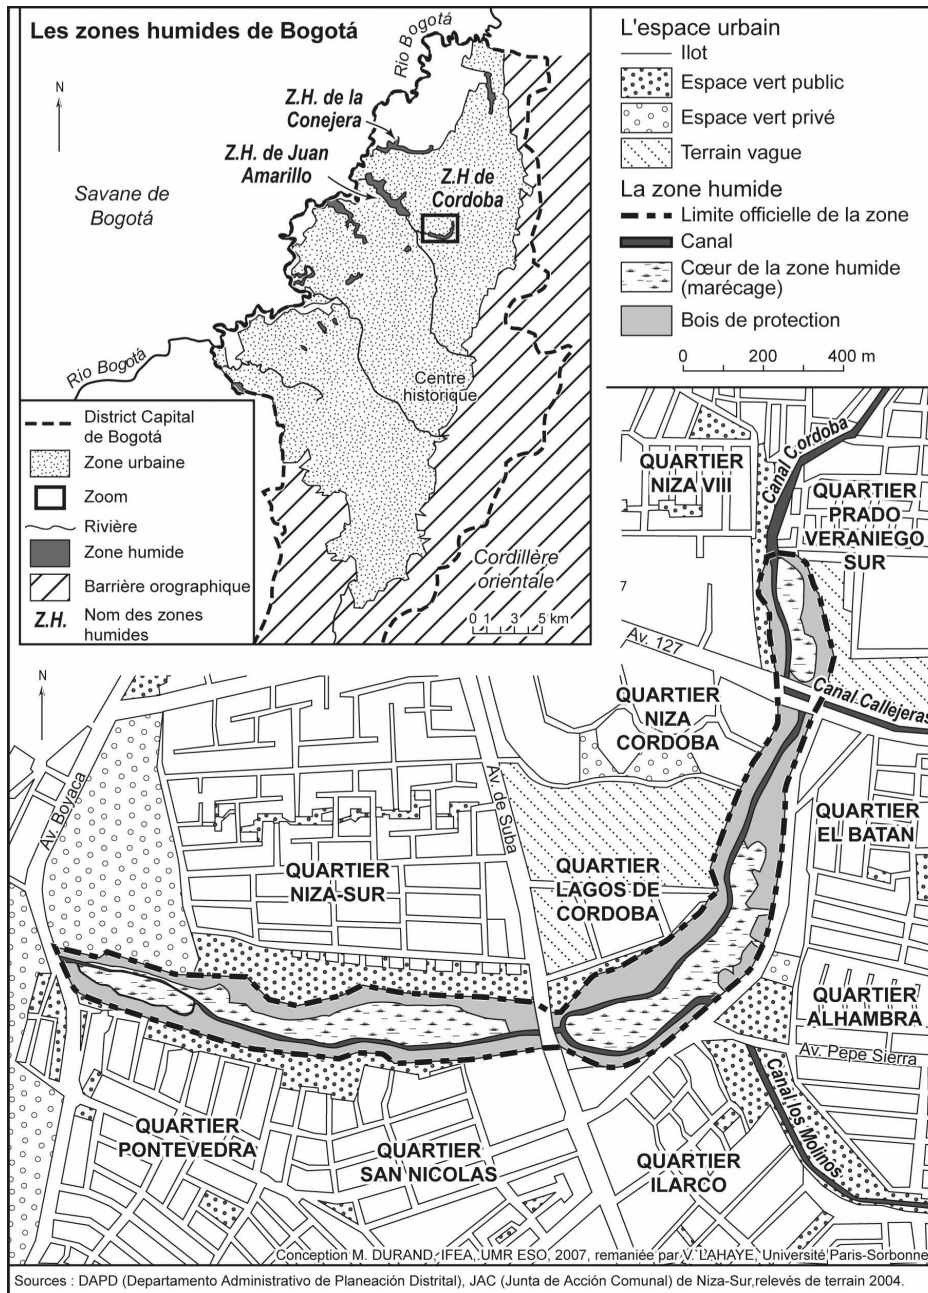 Les zones humides de Bogotá
N
Rio Bogotá
Z.H. de la
Conejera
Z.H. de Juan
Amarillo
Z.H de
Cordoba
Savane de
Bogotá
Rio Bogotá
Centre
historique
Cordillère
orientale
0 1 3 5 km
District Capital
de Bogotá
Zone urbaine
Zoom
Rivière
Zone humide
Barrière orographique
Z.H. Nom des zones
humides
L'espace urbain
Ilot
Espace vert public
Espace vert privé
Terrain vague
La zone humide
Limite officielle de la zone
Canal
Cœur de la zone humide
(marécage)
Bois de protection
0 200 400 m
Canal Cordoba
QUARTIER
NIZA VIII
QUARTIER
PRADO
VERANIEGO
SUR
Av. 127
Canal Callejeras
N
QUARTIER
NIZA
CORDOBA
Av. Boyaca
Av. de Suba
QUARTIER
EL BATAN
QUARTIER
NIZA-SUR
QUARTIER
LAGOS DE
CORDOBA
QUARTIER
ALHAMBRA
Av. Pepe Sierra
Canal los Molinos
QUARTIER
PONTEVEDRA
QUARTIER
SAN NICOLAS
QUARTIER
ILARCO
Conception M. DURAND, IFEA, UMR ESO, 2007, remaniée par V. LAHAYE, Université Paris-Sorbonne
Sources : DAPD (Departamento Administrativo de Planeación Distrital), JAC (Junta de Acción Comunal) de Niza-Sur,relevés de terrain 2004.